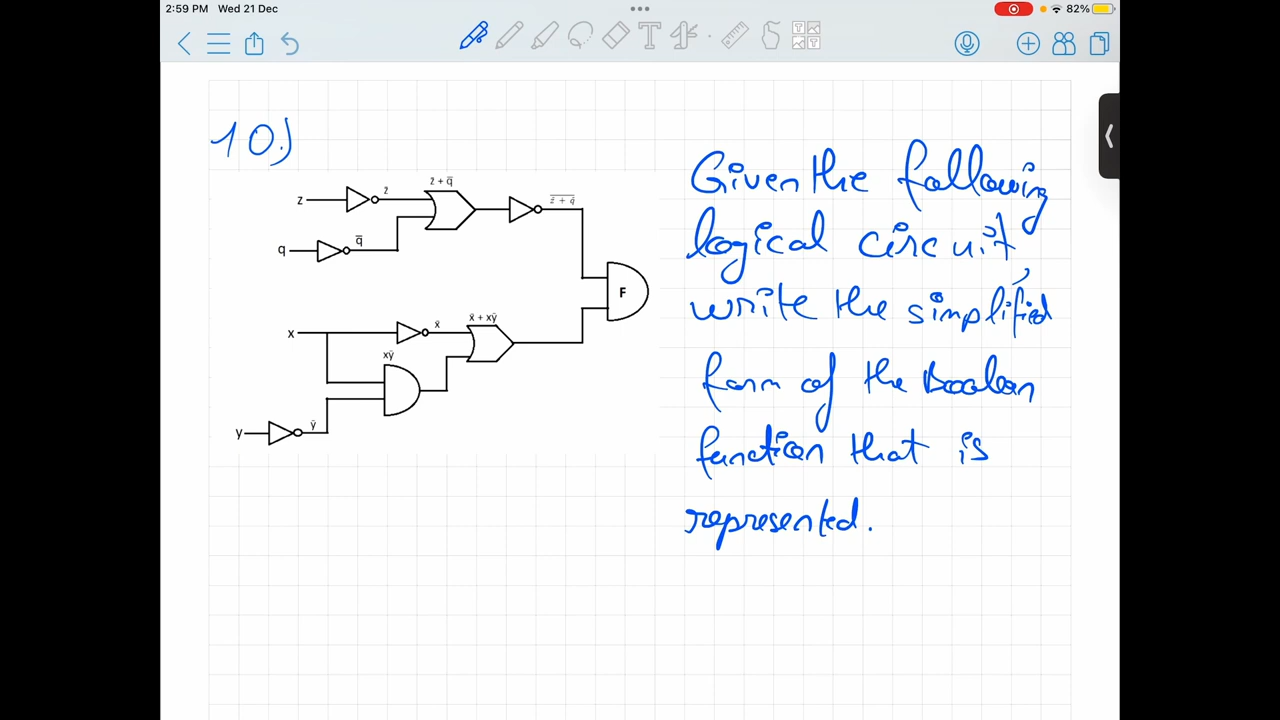 2:59 PM Wed 21 Dec
82%
10.)
Given the following
logical circuit,
write the simplified
form of the Boolean
function that is
represented.
z
z̄
z̄ + q̄
z̄ + q̄
q
q̄
F
x
x̄
x̄ + xȳ
xȳ
y
ȳ